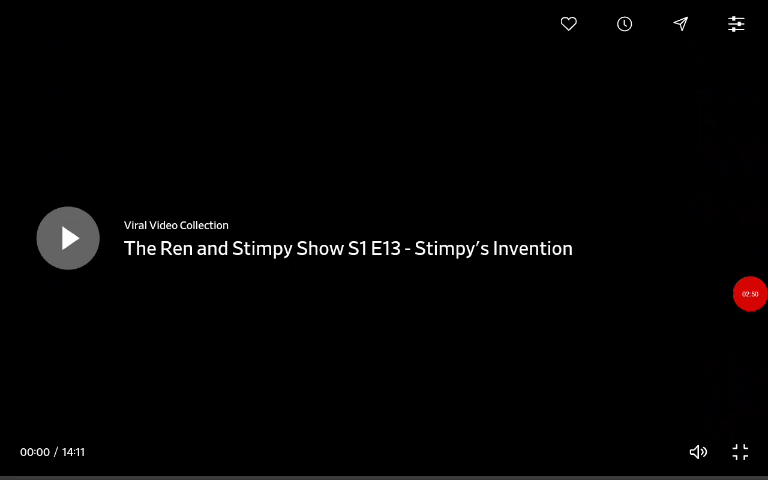 Viral Video Collection
The Ren and Stimpy Show S1 E13 - Stimpy's Invention
02:50
00:00 / 14:11